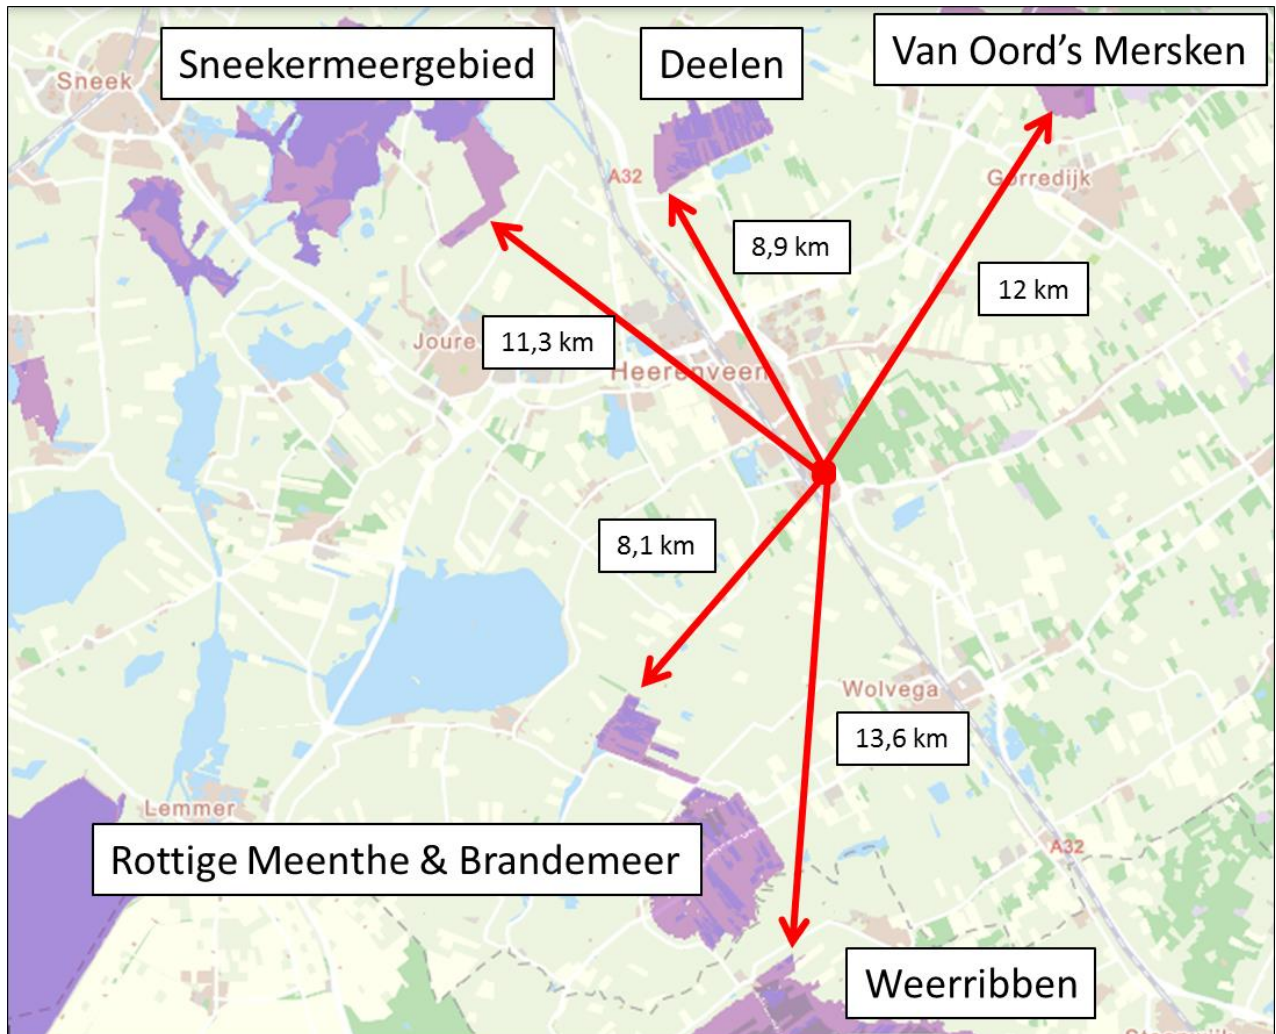 Sneekermeergebied
Deelen
Van Oord's Mersken
Sneek
A32
Gorredijk
8,9 km
12 km
11,3 km
Joure
Heerenveen
8,1 km
Wolvega
13,6 km
Lemmer
Rottige Meenthe & Brandemeer
A32
Weerribben